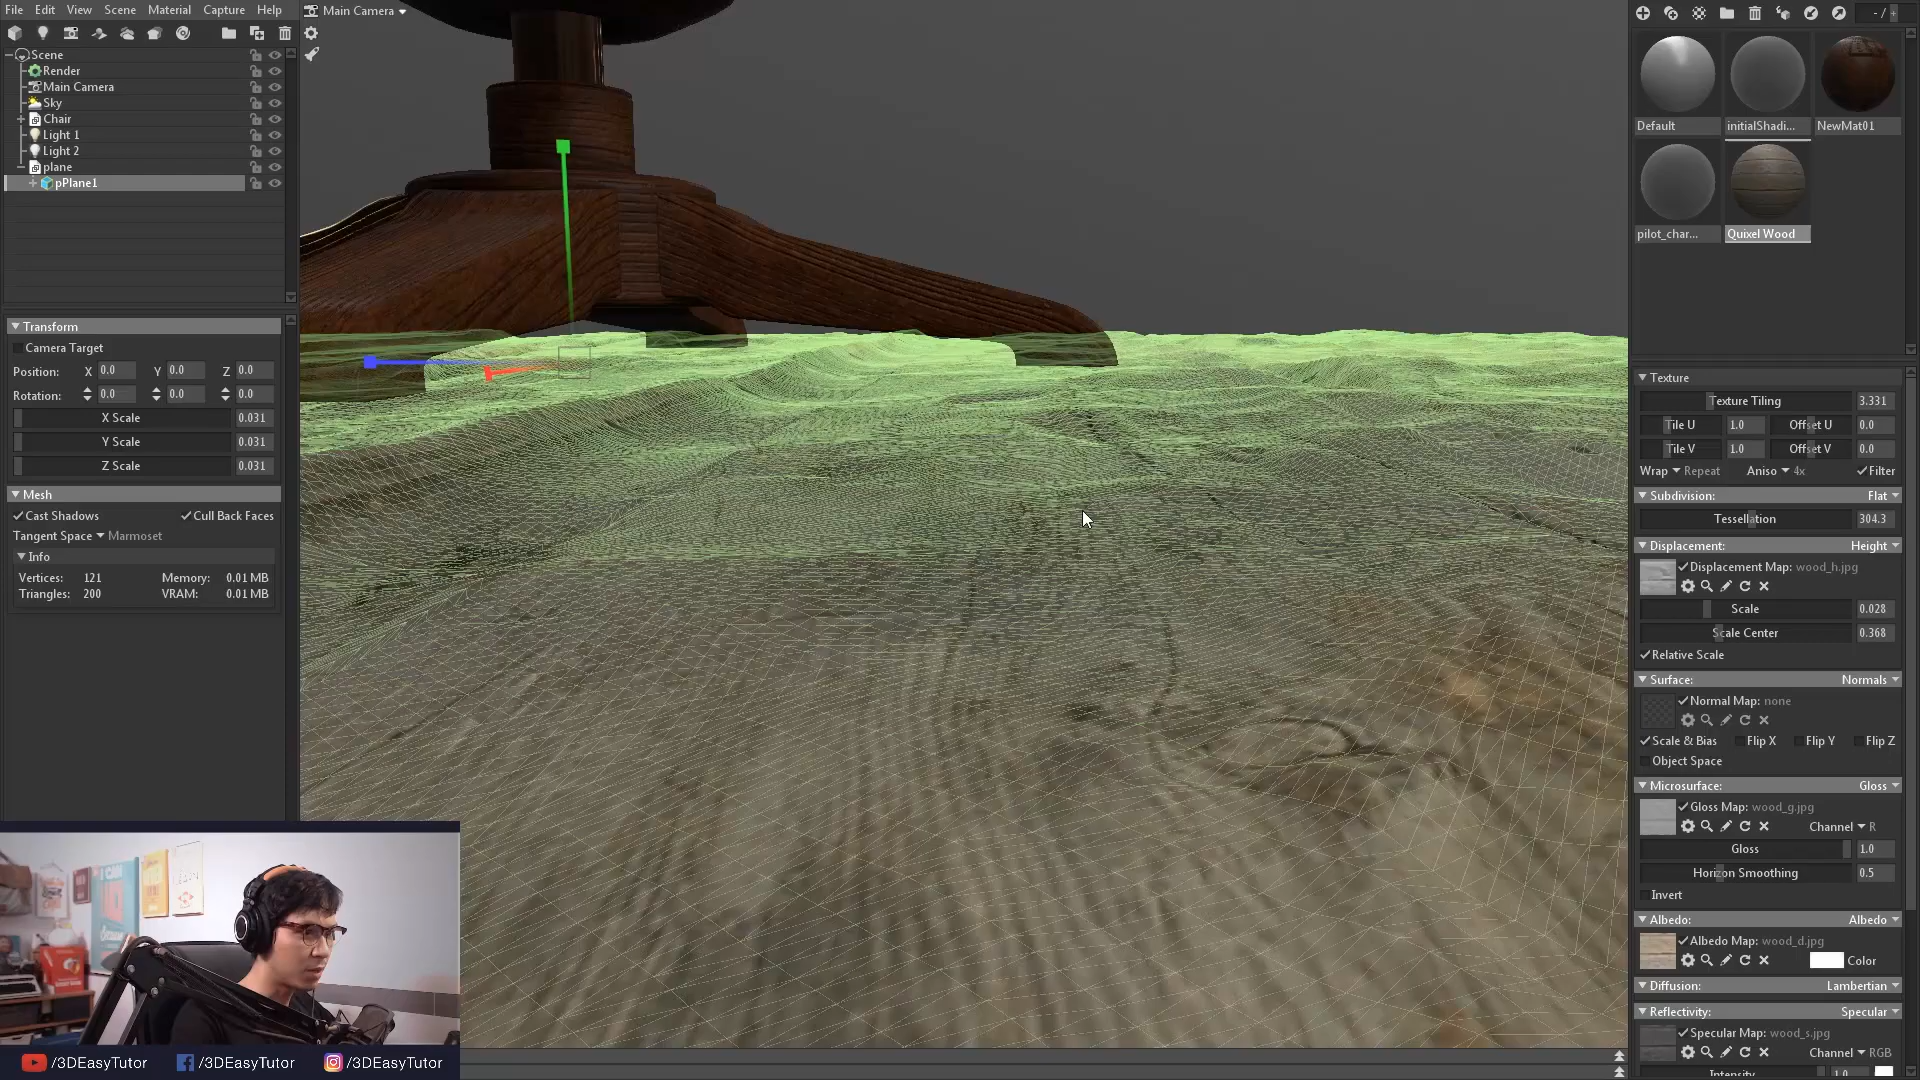 File Edit View Scene Material Capture Help
Main Camera
Scene
Render
Main Camera
Sky
Chair
Light 1
Light 2
plane
pPlane1
Transform
Camera Target
Position: X 0.0 Y 0.0 Z 0.0
Rotation: 0.0 0.0 0.0
X Scale 0.031
Y Scale 0.031
Z Scale 0.031
Mesh
Cast Shadows Cull Back Faces
Tangent Space Marmoset
Info
Vertices: 121 Memory: 0.01 MB
Triangles: 200 VRAM: 0.01 MB
/3DEasyTutor /3DEasyTutor /3DEasyTutor
- / +
Default initialShadi... NewMat01
pilot_char... Quixel Wood
Texture
Texture Tiling 3.331
Tile U 1.0 Offset U 0.0
Tile V 1.0 Offset V 0.0
Wrap Repeat Aniso 4x Filter
Subdivision: Flat
Tessellation 304.3
Displacement: Height
Displacement Map: wood_h.jpg
Scale 0.028
Scale Center 0.368
Relative Scale
Surface: Normals
Normal Map: none
Scale & Bias Flip X Flip Y Flip Z
Object Space
Microsurface: Gloss
Gloss Map: wood_g.jpg
Channel R
Gloss 1.0
Horizon Smoothing 0.5
Invert
Albedo: Albedo
Albedo Map: wood_d.jpg
Color
Diffusion: Lambertian
Reflectivity: Specular
Specular Map: wood_s.jpg
Channel RGB
Intensity 1.0